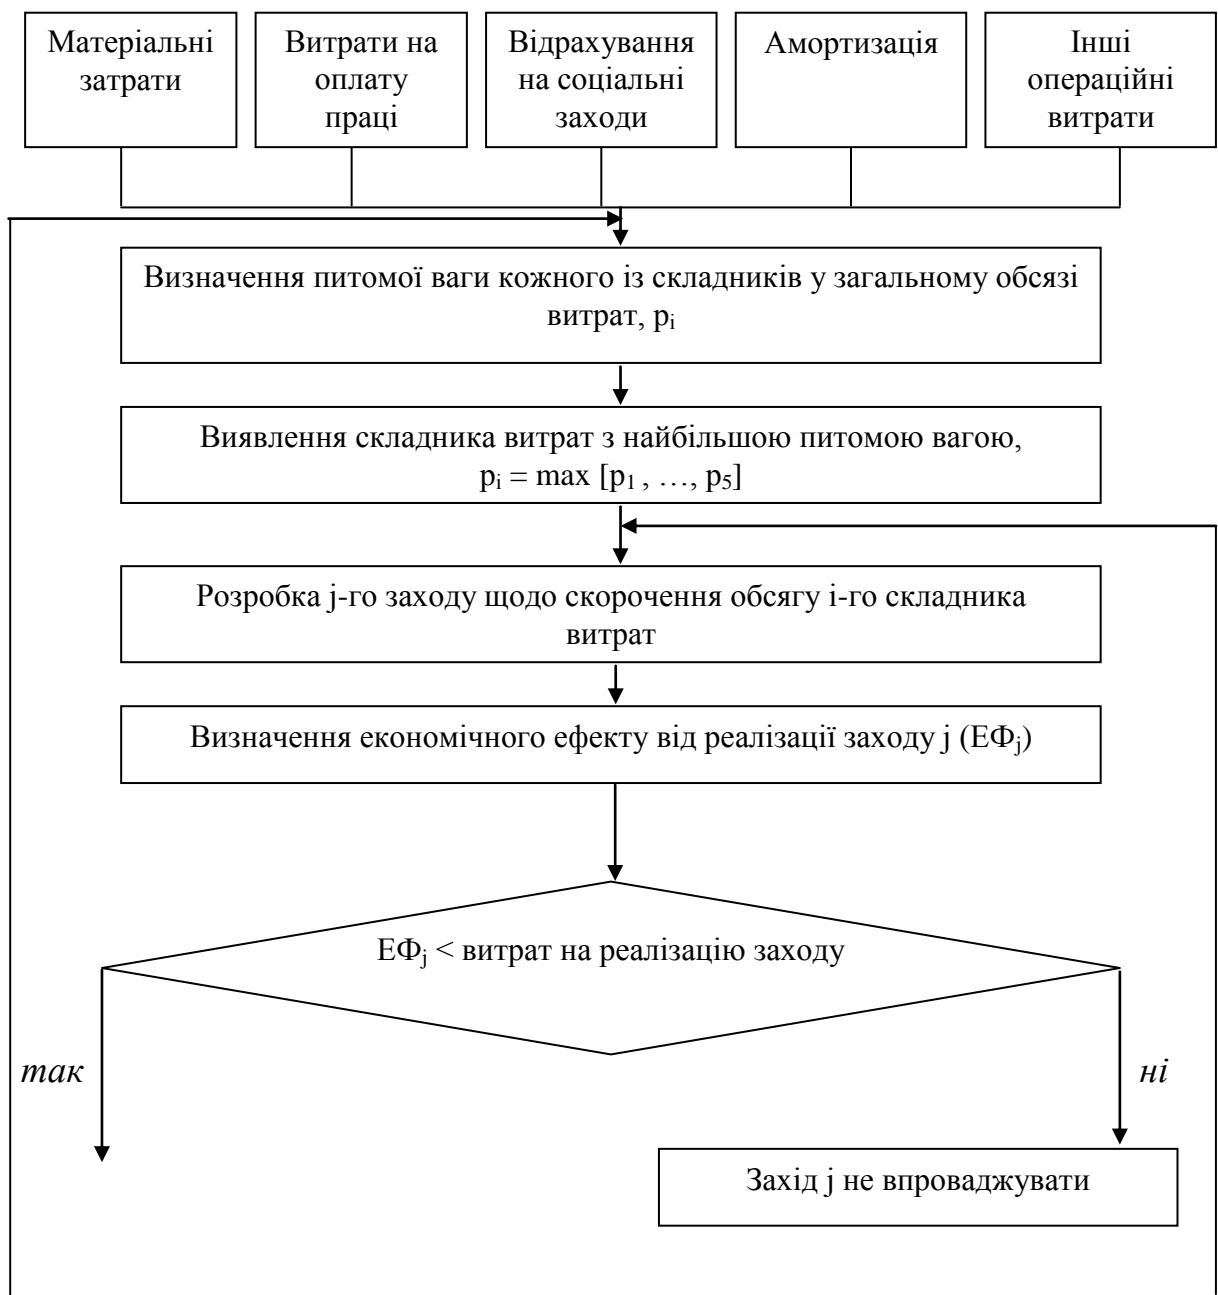 Матеріальні
затрати
Витрати на
оплату
праці
Відрахування
на соціальні
заходи
Амортизація
Інші
операційні
витрати
Визначення питомої ваги кожного із складників у загальному обсязі
витрат, pᵢ
Виявлення складника витрат з найбільшою питомою вагою,
pᵢ = max [p₁ , …, p₅]
Розробка j-го заходу щодо скорочення обсягу і-го складника
витрат
Визначення економічного ефекту від реалізації заходу j (ЕФⱼ)
ЕФⱼ < витрат на реалізацію заходу
так
ні
Захід j не впроваджувати